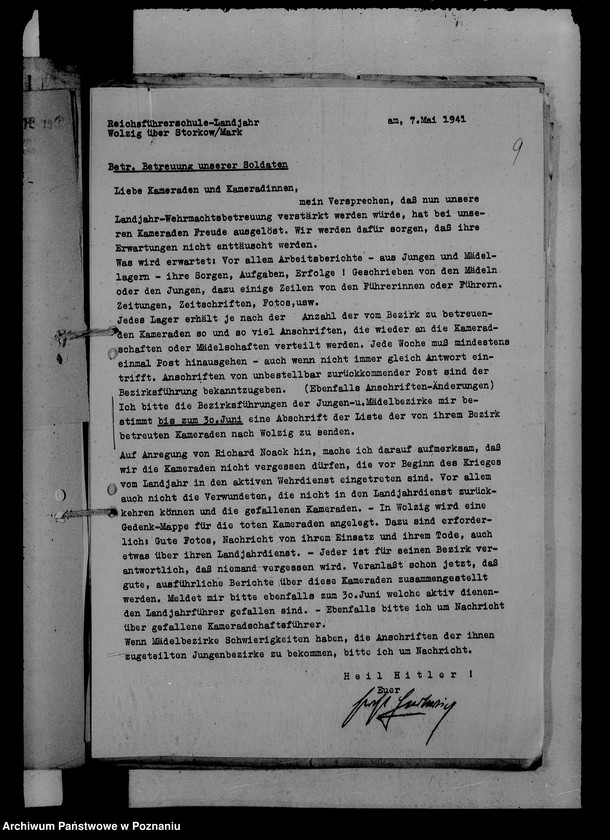 Reichsführerschule-Landjahr
Wolzig über Storkow/Mark
am, 7.Mai 1941
9
Betr. Betreuung unserer Soldaten
Liebe Kameraden und Kameradinnen,
mein Versprechen, daß nun unsere
Landjahr-Wehrmachtsbetreuung verstärkt werden würde, hat bei unse-
ren Kameraden Freude ausgelöst. Wir werden dafür sorgen, daß ihre
Erwartungen nicht enttäuscht werden.
Was wird erwartet: Vor allem Arbeitsberichte - aus Jungen und Mädel-
lagern - ihre Sorgen, Aufgaben, Erfolge ! Geschrieben von den Mädeln
oder den Jungen, dazu einige Zeilen von den Führerinnen oder Führern.
Zeitungen, Zeitschriften, Fotos,usw.
Jedes Lager erhält je nach der Anzahl der vom Bezirk zu betreuen-
den Kameraden so und so viel Anschriften, die wieder an die Kamerad-
schaften oder Mädelschaften verteilt werden. Jede Woche muß mindestens
einmal Post hinausgehen - auch wenn nicht immer gleich Antwort ein-
trifft. Anschriften von unbestellbar zurückkommender Post sind der
Bezirksführung bekanntzugeben. (Ebenfalls Anschriften-Änderungen)
Ich bitte die Bezirksführungen der Jungen-u.Mädelbezirke mir be-
stimmt bis zum 3o.Juni eine Abschrift der Liste der von ihrem Bezirk
betreuten Kameraden nach Wolzig zu senden.
Auf Anregung von Richard Noack hin, mache ich darauf aufmerksam, daß
wir die Kameraden nicht vergessen dürfen, die vor Beginn des Krieges
vom Landjahr in den aktiven Wehrdienst eingetreten sind. Vor allem
auch nicht die Verwundeten, die nicht in den Landjahrdienst zurück-
kehren können und die gefallenen Kameraden. - In Wolzig wird eine
Gedenk-Mappe für die toten Kameraden angelegt. Dazu sind erforder-
lich: Gute Fotos, Nachricht von ihrem Einsatz und ihrem Tode, auch
etwas über ihren Landjahrdienst. - Jeder ist für seinen Bezirk ver-
antwortlich, daß niemand vergessen wird. Veranlaßt schon jetzt, daß
gute, ausführliche Berichte über diese Kameraden zusammengestellt
werden. Meldet mir bitte ebenfalls zum 3o.Juni welche aktiv dienen-
den Landjahrführer gefallen sind. - Ebenfalls bitte ich um Nachricht
über gefallene Kameradschaftsführer.
Wenn Mädelbezirke Schwierigkeiten haben, die Anschriften der ihnen
zugeteilten Jungenbezirke zu bekommen, bitte ich um Nachricht.
Heil Hitler !
Euer
Archiwum Państwowe w Poznaniu